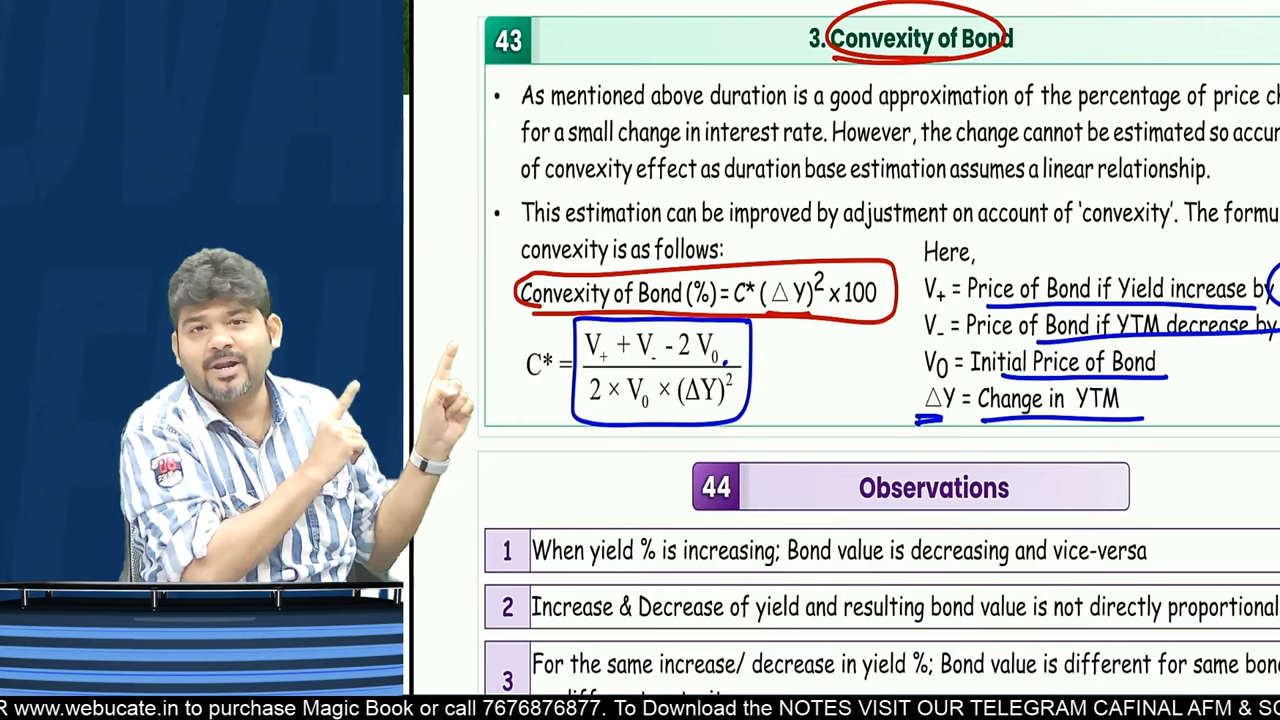 43
3. Convexity of Bond
• As mentioned above duration is a good approximation of the percentage of price ch
for a small change in interest rate. However, the change cannot be estimated so accur
of convexity effect as duration base estimation assumes a linear relationship.
• This estimation can be improved by adjustment on account of 'convexity'. The formu
convexity is as follows:
Convexity of Bond (%) = C* ( △ Y)² x 100
C* = (V₊ + V₋ - 2 V₀) / (2 × V₀ × (ΔY)²)
Here,
V₊ = Price of Bond if Yield increase by
V₋ = Price of Bond if YTM decrease by
V₀ = Initial Price of Bond
△Y = Change in YTM
44
Observations
1 When yield % is increasing; Bond value is decreasing and vice-versa
2 Increase & Decrease of yield and resulting bond value is not directly proportional
3 For the same increase/ decrease in yield %; Bond value is different for same bon
R www.webucate.in to purchase Magic Book or call 7676876877. To Download the NOTES VISIT OUR TELEGRAM CAFINAL AFM & SC